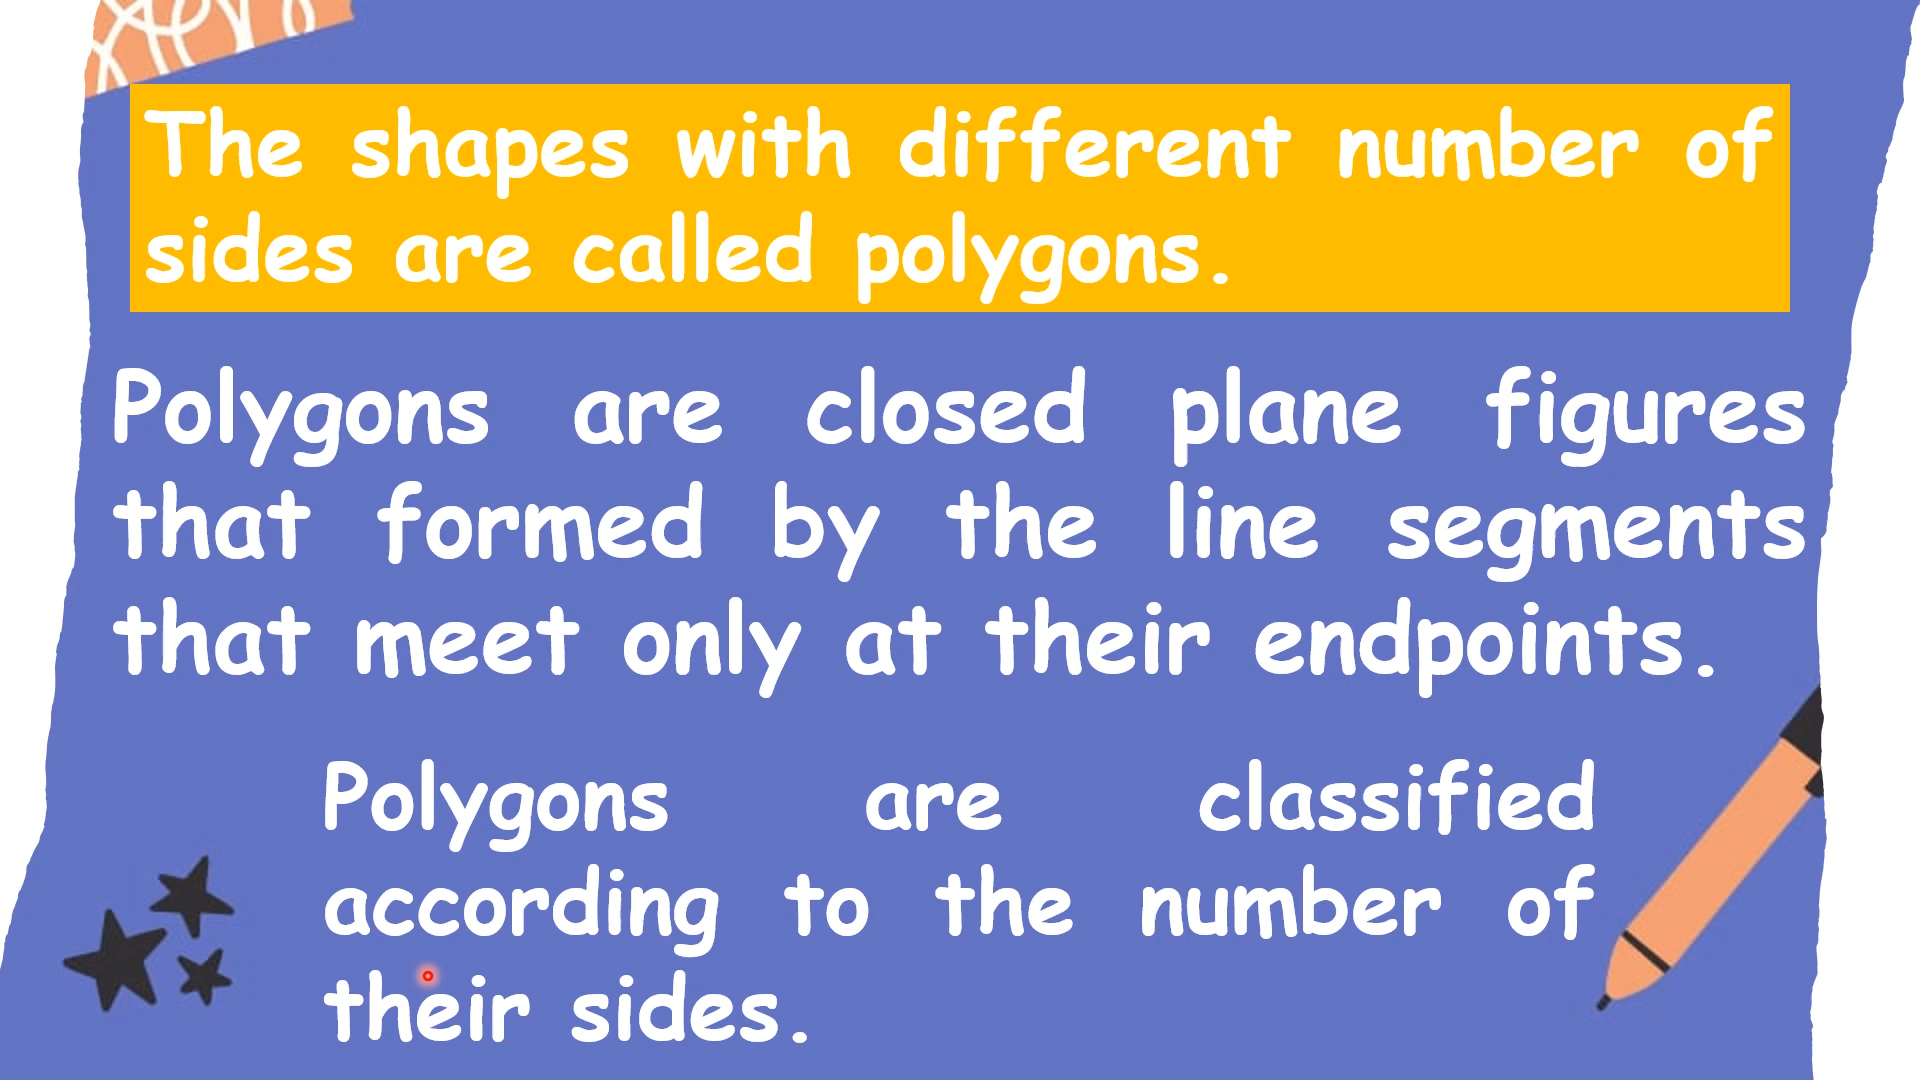 The shapes with different number of
sides are called polygons.
Polygons are closed plane figures
that formed by the line segments
that meet only at their endpoints.
Polygons are classified
according to the number of
their sides.